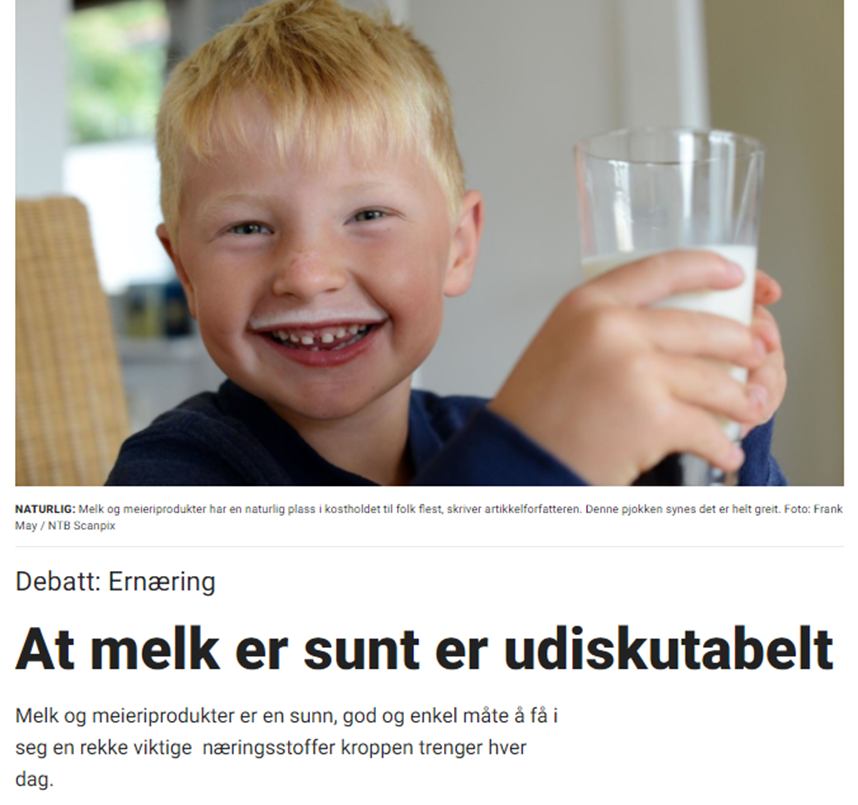 NATURLIG: Melk og meieriprodukter har en naturlig plass i kostholdet til folk flest, skriver artikkelforfatteren. Denne pjokken synes det er helt greit. Foto: Frank
May / NTB Scanpix
Debatt: Ernæring
At melk er sunt er udiskutabelt
Melk og meieriprodukter er en sunn, god og enkel måte å få i
seg en rekke viktige  næringsstoffer kroppen trenger hver
dag.